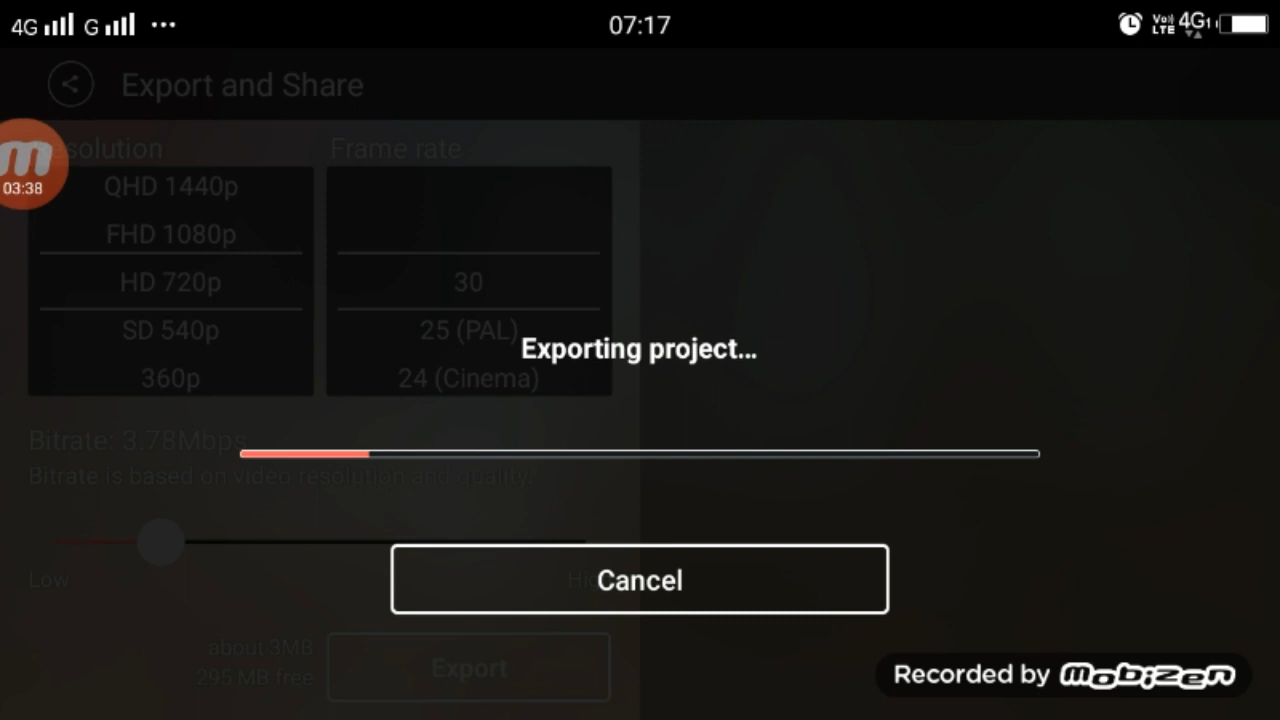 4G G ••• 07:17 VoLTE 4G
Export and Share
Resolution Frame rate
03:38
QHD 1440p
FHD 1080p
HD 720p 30
SD 540p 25 (PAL)
Exporting project...
360p 24 (Cinema)
Bitrate: 3.78Mbps
Bitrate is based on video resolution and quality.
Low
Cancel
about 3MB
295 MB free
Export
Recorded by mobizen